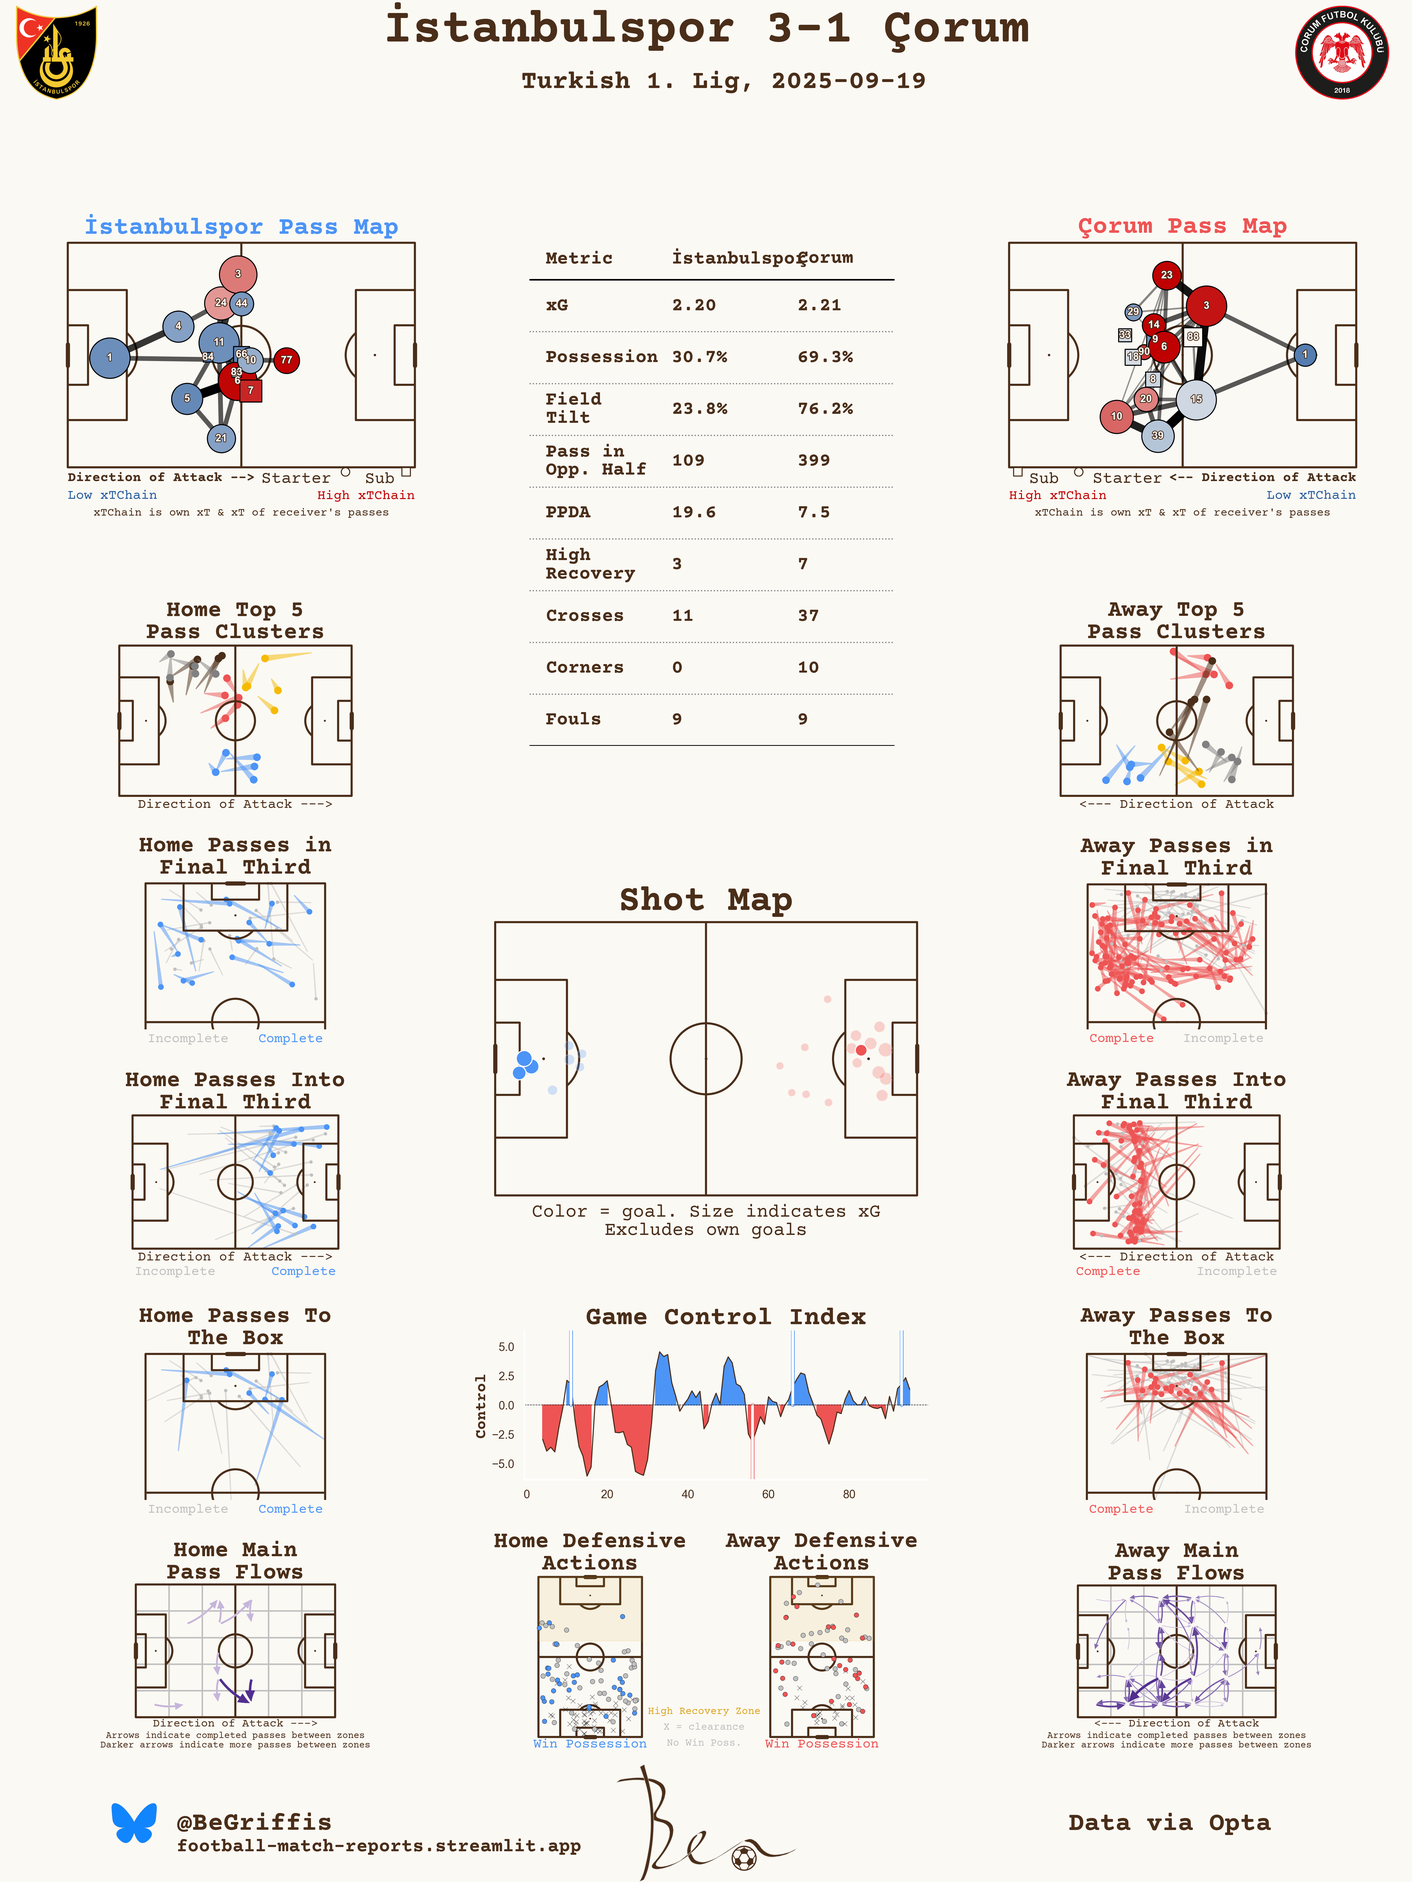 İstanbulspor 3-1 Çorum
Turkish 1. Lig, 2025-09-19
1926
İSTANBULSPOR
ÇORUM FUTBOL KULÜBÜ
2018
İstanbulspor Pass Map
3
24
44
4
11
1
84
66
10
77
83
6
7
5
21
Direction of Attack --> Starter Sub
Low xTChain High xTChain
xTChain is own xT & xT of receiver's passes
Metric İstanbulspor Çorum
xG 2.20 2.21
Possession 30.7% 69.3%
Field
Tilt 23.8% 76.2%
Pass in
Opp. Half 109 399
PPDA 19.6 7.5
High
Recovery 3 7
Crosses 11 37
Corners 0 10
Fouls 9 9
Çorum Pass Map
23
3
29
14
33
9
88
6
90
18
1
8
20
15
10
39
Sub Starter <-- Direction of Attack
High xTChain Low xTChain
xTChain is own xT & xT of receiver's passes
Home Top 5
Pass Clusters
Direction of Attack --->
Away Top 5
Pass Clusters
<--- Direction of Attack
Home Passes in
Final Third
Incomplete Complete
Away Passes in
Final Third
Complete Incomplete
Shot Map
Color = goal. Size indicates xG
Excludes own goals
Home Passes Into
Final Third
Direction of Attack --->
Incomplete Complete
Away Passes Into
Final Third
<--- Direction of Attack
Complete Incomplete
Home Passes To
The Box
Incomplete Complete
Game Control Index
Control
5.0
2.5
0.0
−2.5
−5.0
0 20 40 60 80
Away Passes To
The Box
Complete Incomplete
Home Main
Pass Flows
Direction of Attack --->
Arrows indicate completed passes between zones
Darker arrows indicate more passes between zones
Home Defensive
Actions
Win Possession
Away Defensive
Actions
Win Possession
High Recovery Zone
X = clearance
No Win Poss.
Away Main
Pass Flows
<--- Direction of Attack
Arrows indicate completed passes between zones
Darker arrows indicate more passes between zones
@BeGriffis
football-match-reports.streamlit.app
Ben
Data via Opta